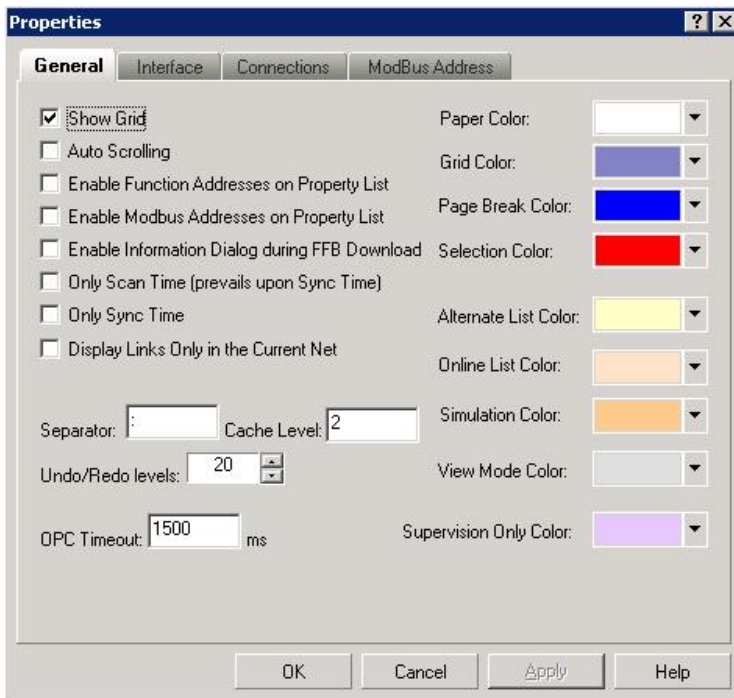 Properties
General Interface Connections ModBus Address
Show Grid
Auto Scrolling
Enable Function Addresses on Property List
Enable Modbus Addresses on Property List
Enable Information Dialog during FFB Download
Only Scan Time (prevails upon Sync Time)
Only Sync Time
Display Links Only in the Current Net
Separator: : Cache Level: 2
Undo/Redo levels: 20
OPC Timeout: 1500 ms
Paper Color:
Grid Color:
Page Break Color:
Selection Color:
Alternate List Color:
Online List Color:
Simulation Color:
View Mode Color:
Supervision Only Color:
OK Cancel Apply Help